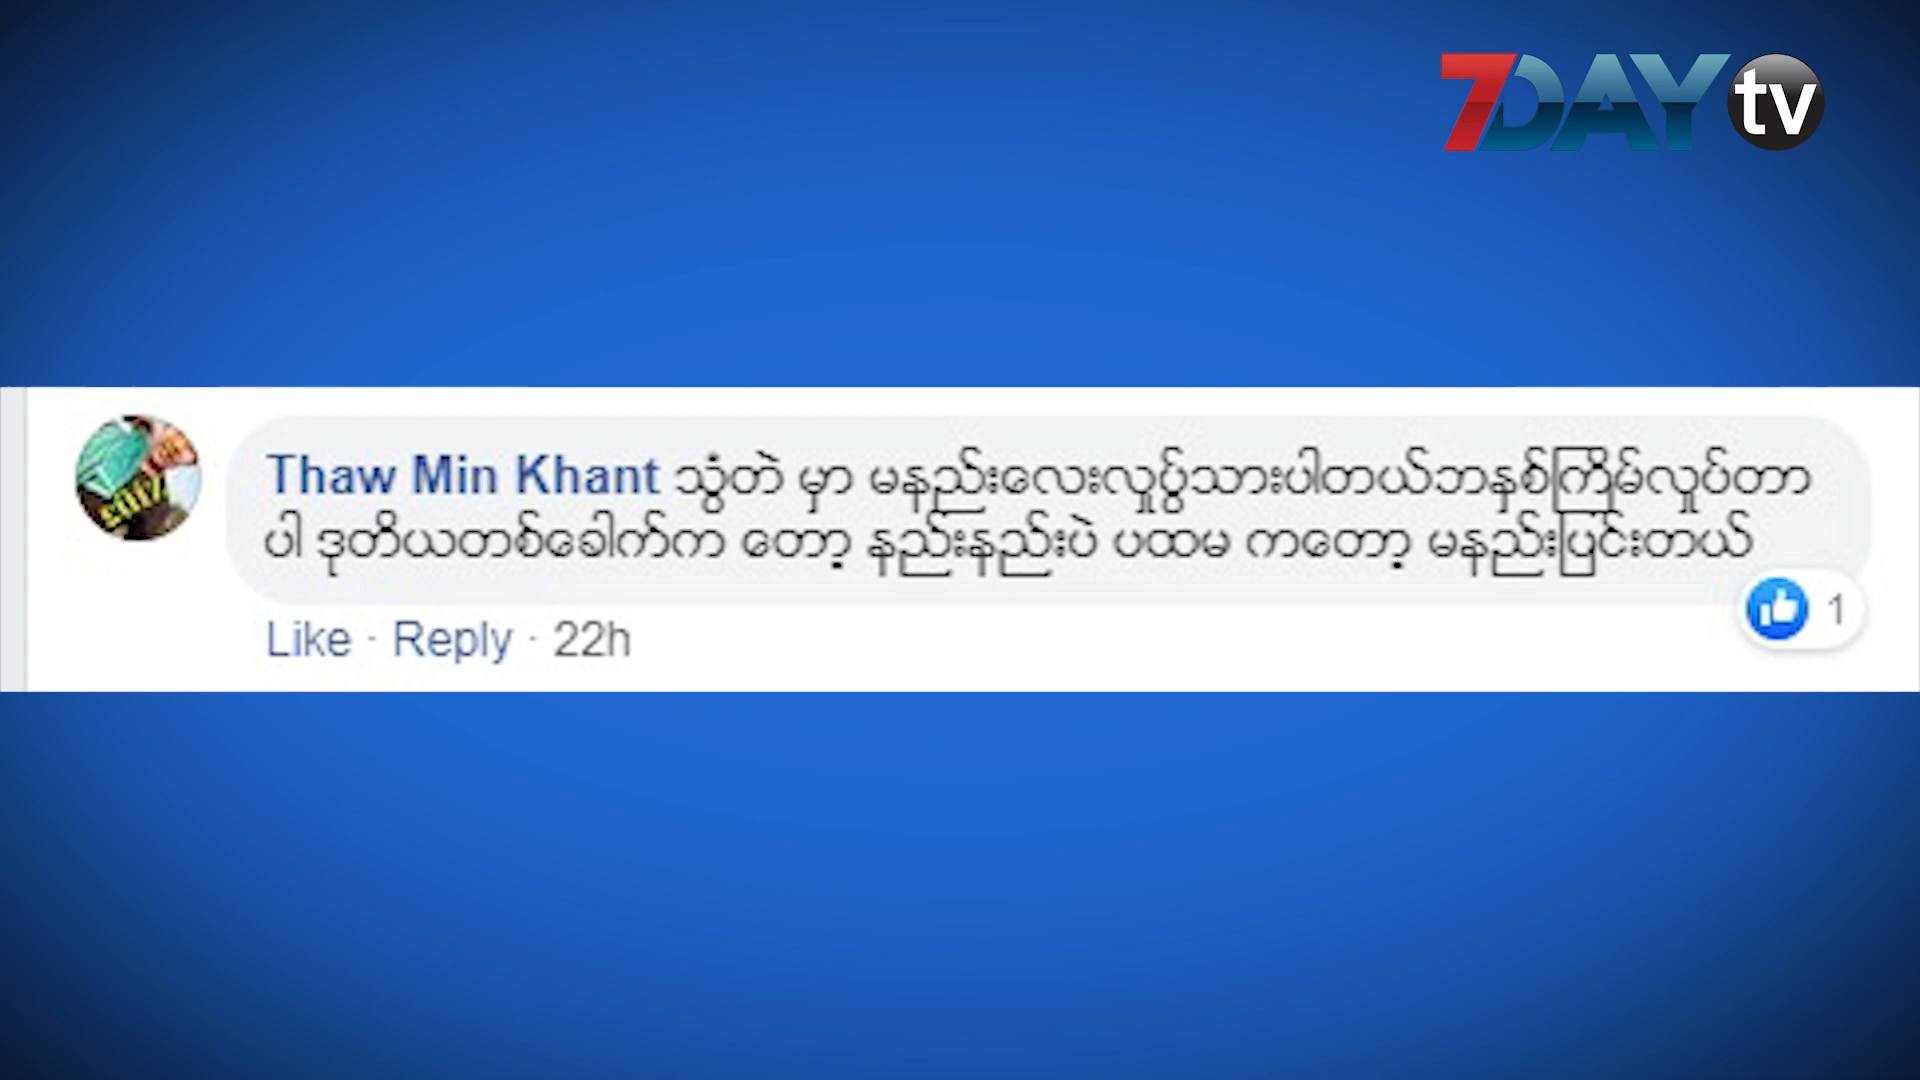 7DAY tv
Thaw Min Khant သွံတဲ မှာ မနည်းလေးလှုပ္ပွသားပါတယ်ဘနှစ်ကြိမ်လှုပ်တာ
ပါ ဒုတိယတစ်ခေါက်က တော့ နည်းနည်းပဲ ပထမ ကတော့ မနည်းပြင်းတယ်
Like · Reply · 22h
1